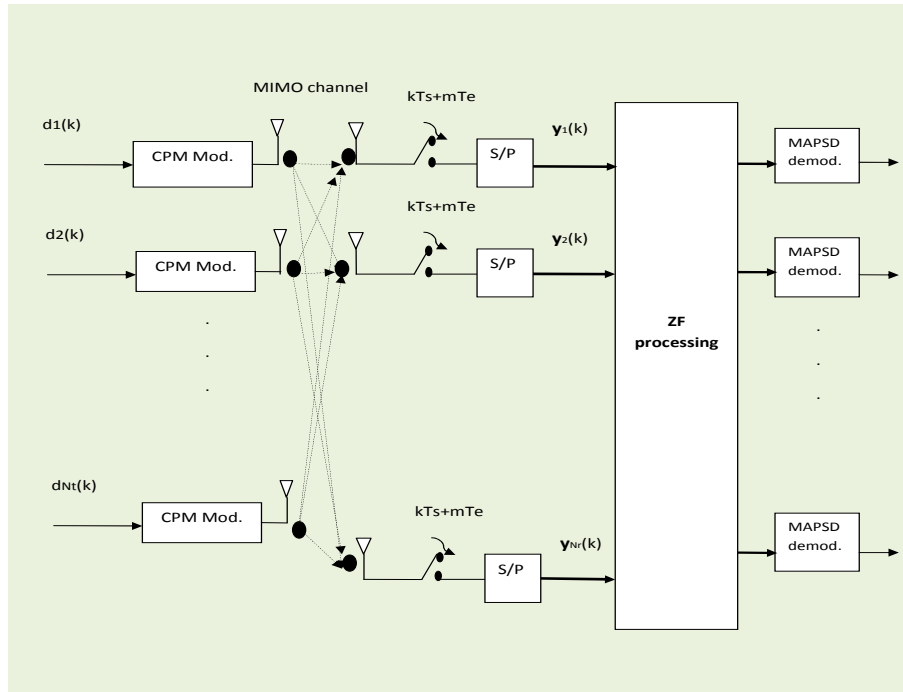 MIMO channel
d1(k)
CPM Mod.
kTs+mTe
S/P
y1(k)
MAPSD
demod.
d2(k)
CPM Mod.
kTs+mTe
S/P
y2(k)
MAPSD
demod.
ZF
processing
dNt(k)
CPM Mod.
kTs+mTe
S/P
yNr(k)
MAPSD
demod.